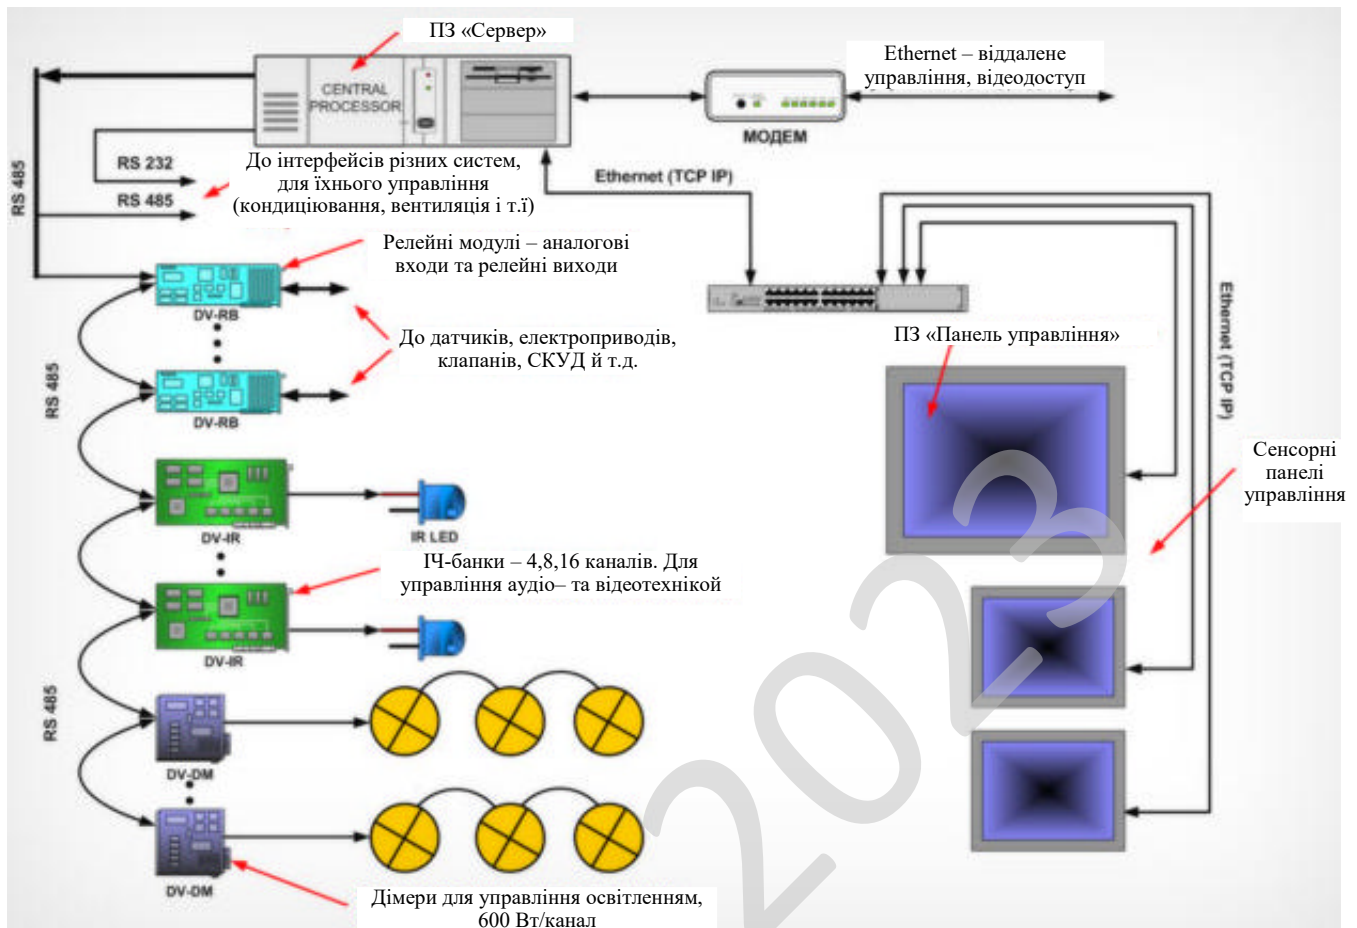 ПЗ «Сервер»
Ethernet – віддалене
управління, відеодоступ
CENTRAL
PROCESSOR
МОДЕМ
RS 485
RS 232
RS 485
До інтерфейсів різних систем,
для їхнього управління
(кондиціювання, вентиляція і т.ї)
Ethernet (TCP IP)
Релейні модулі – аналогові
входи та релейні виходи
DV-RB
До датчиків, електроприводів,
клапанів, СКУД й т.д.
RS 485
DV-RB
ПЗ «Панель управління»
Ethernet (TCP IP)
Сенсорні
панелі
управління
DV-IR
IR LED
ІЧ-банки – 4,8,16 каналів. Для
управління аудіо– та відеотехнікой
DV-IR
RS 485
DV-DM
DV-DM
Дімери для управління освітленням,
600 Вт/канал
2023